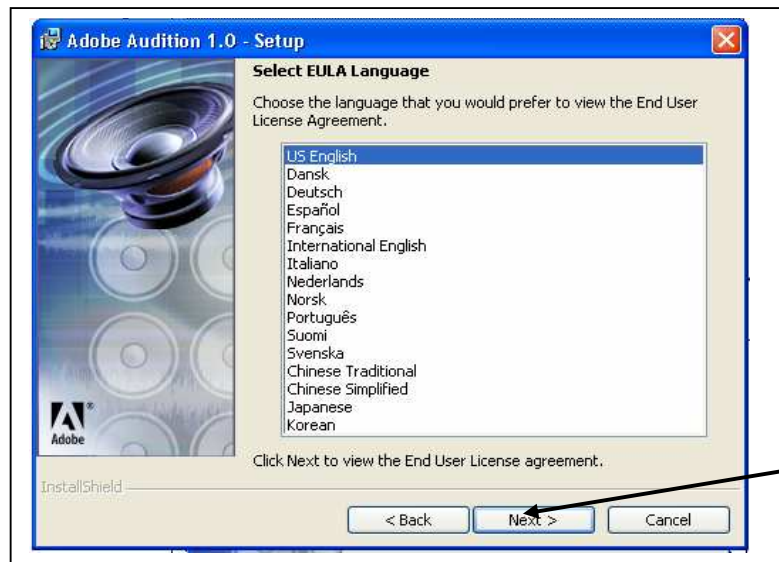 Adobe Audition 1.0 - Setup
Select EULA Language
Choose the language that you would prefer to view the End User
License Agreement.
US English
Dansk
Deutsch
Español
Français
International English
Italiano
Nederlands
Norsk
Português
Suomi
Svenska
Chinese Traditional
Chinese Simplified
Japanese
Korean
Adobe
Click Next to view the End User License agreement.
InstallShield
< Back
Next >
Cancel